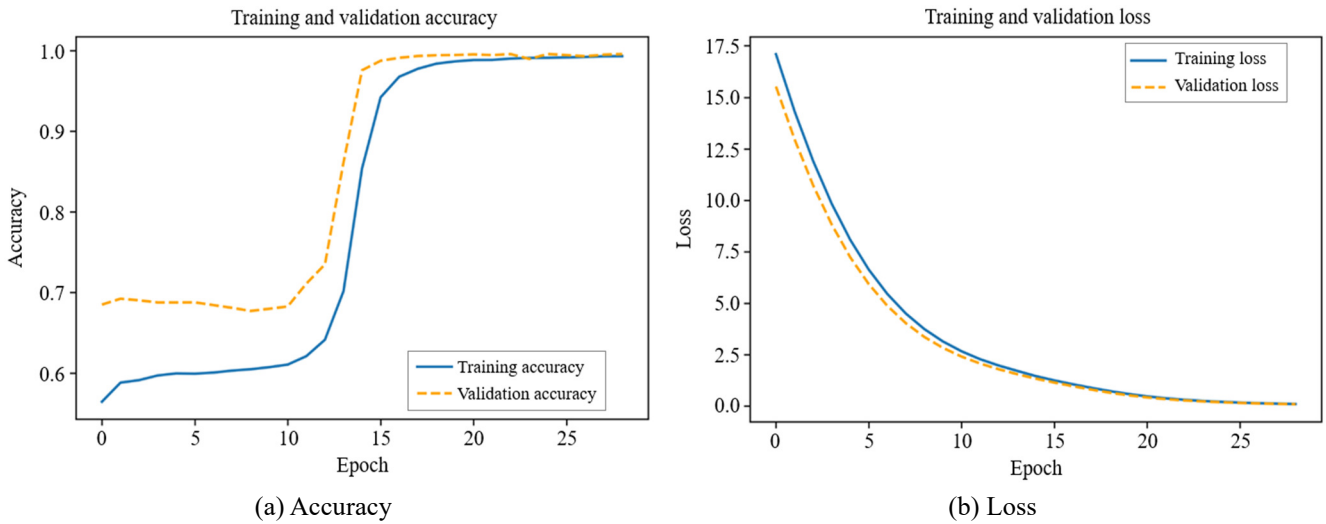 Training and validation accuracy
1.0
0.9
0.8
0.7
0.6
Accuracy
Training accuracy
Validation accuracy
0 5 10 15 20 25
Epoch
(a) Accuracy
Training and validation loss
17.5
15.0
12.5
10.0
7.5
5.0
2.5
0.0
Loss
Training loss
Validation loss
0 5 10 15 20 25
Epoch
(b) Loss